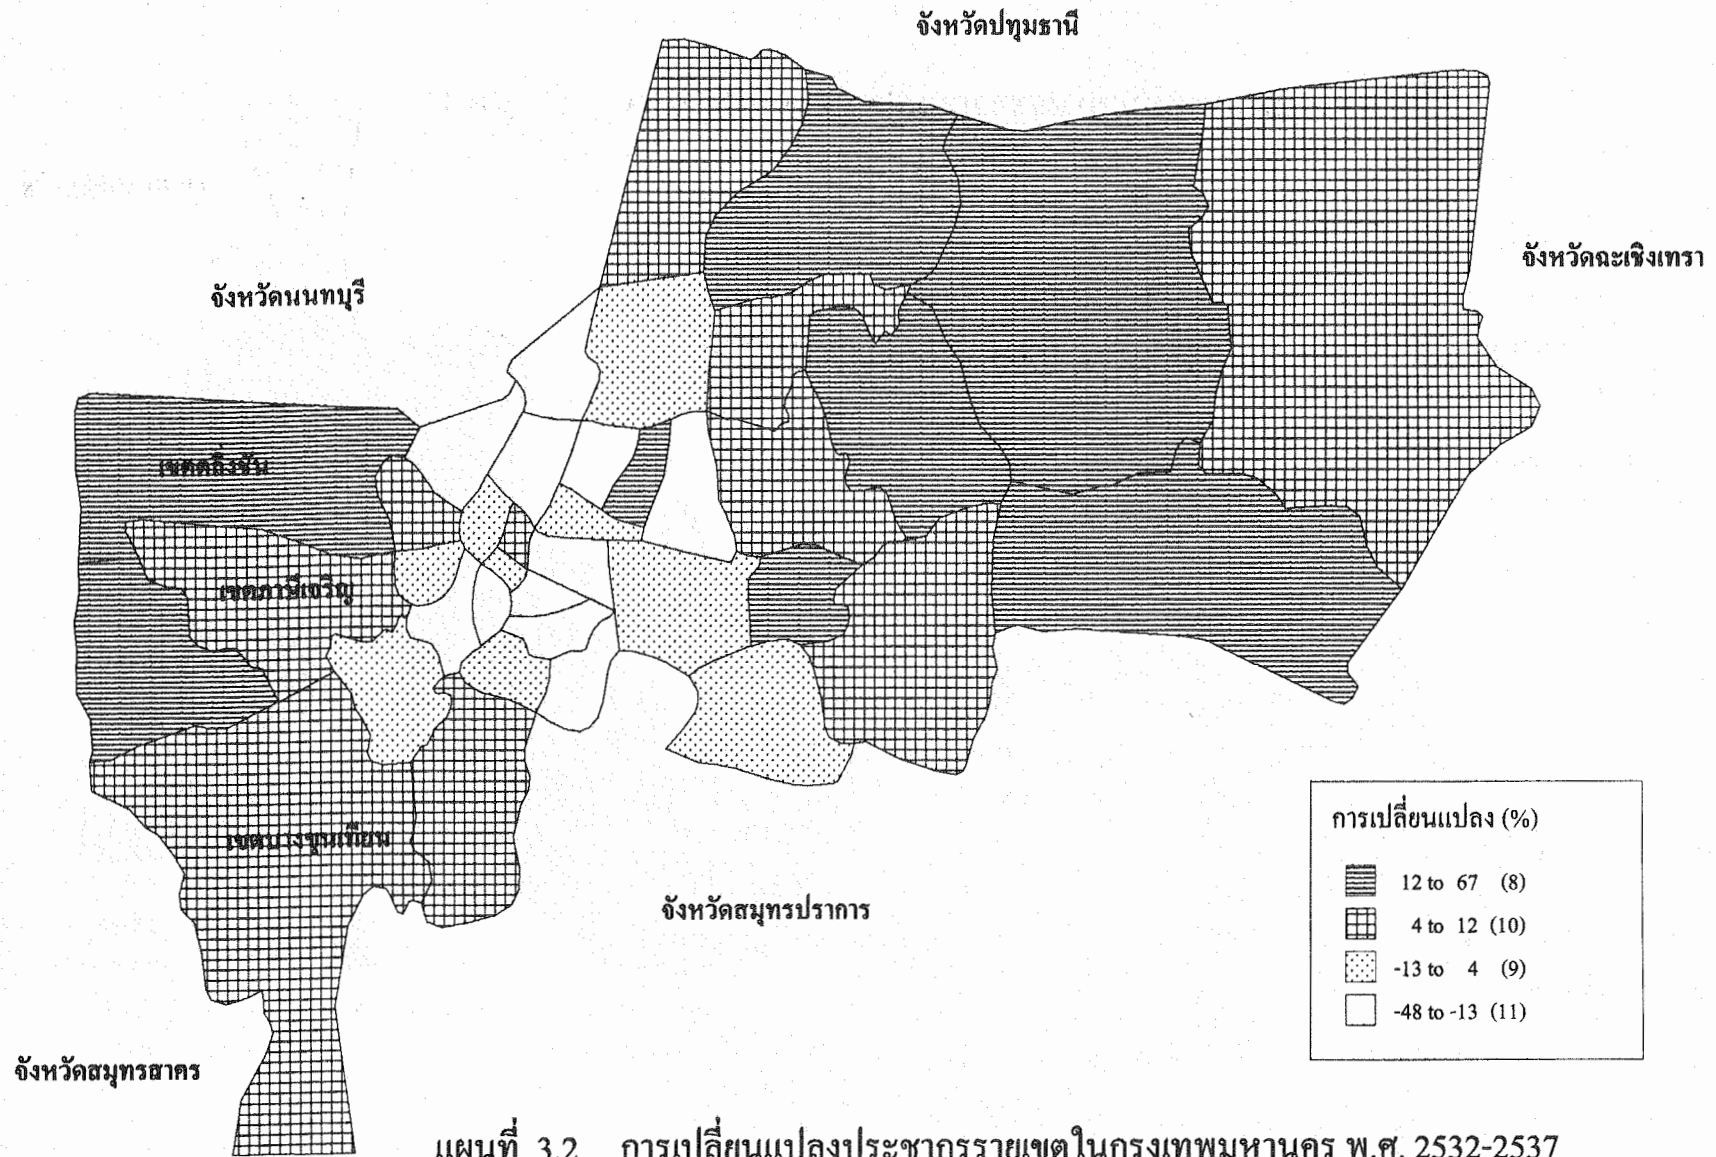 จังหวัดปทุมธานี
จังหวัดฉะเชิงเทรา
จังหวัดนนทบุรี
เขตตลิ่งชัน
เขตภาษีเจริญ
เขตบางขุนเทียน
จังหวัดสมุทรปราการ
จังหวัดสมุทรสาคร
การเปลี่ยนแปลง (%)
12 to 67 (8)
4 to 12 (10)
-13 to 4 (9)
-48 to -13 (11)
แผนที่ 3.2 การเปลี่ยนแปลงประชากรรายเขตในกรุงเทพมหานคร พ.ศ. 2532-2537